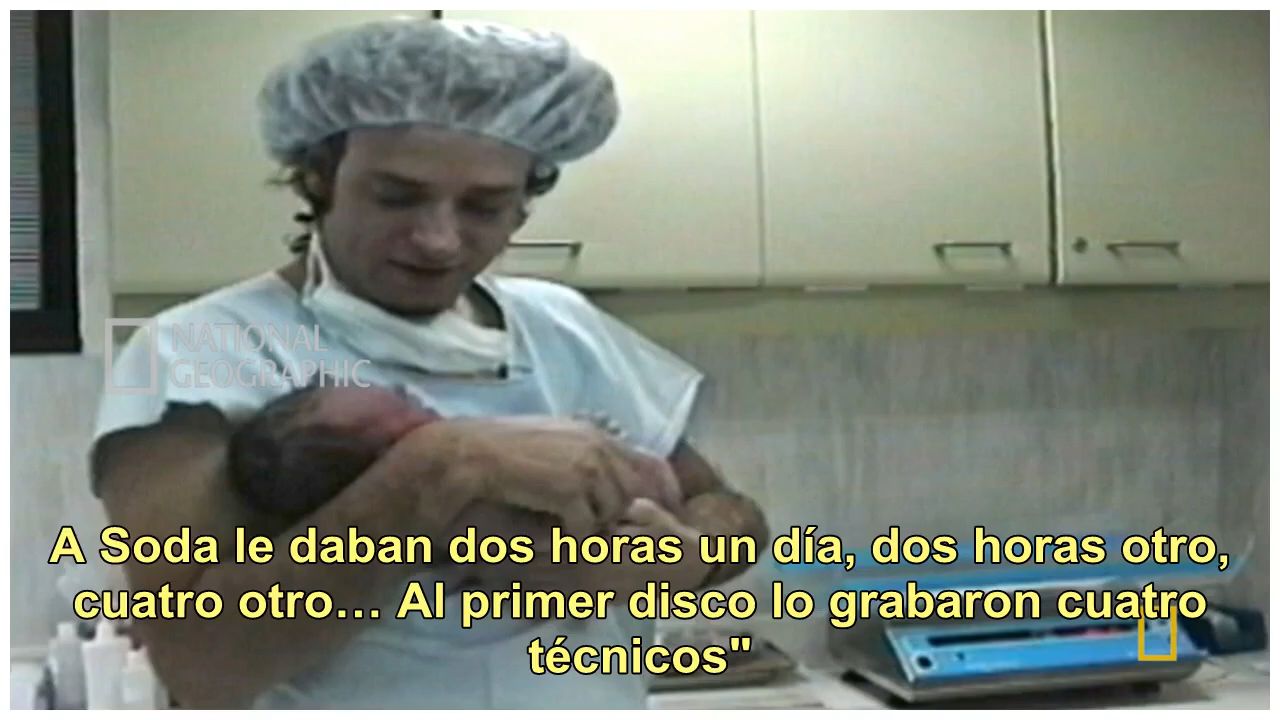 NATIONAL
GEOGRAPHIC
A Soda le daban dos horas un día, dos horas otro,
cuatro otro… Al primer disco lo grabaron cuatro
técnicos"